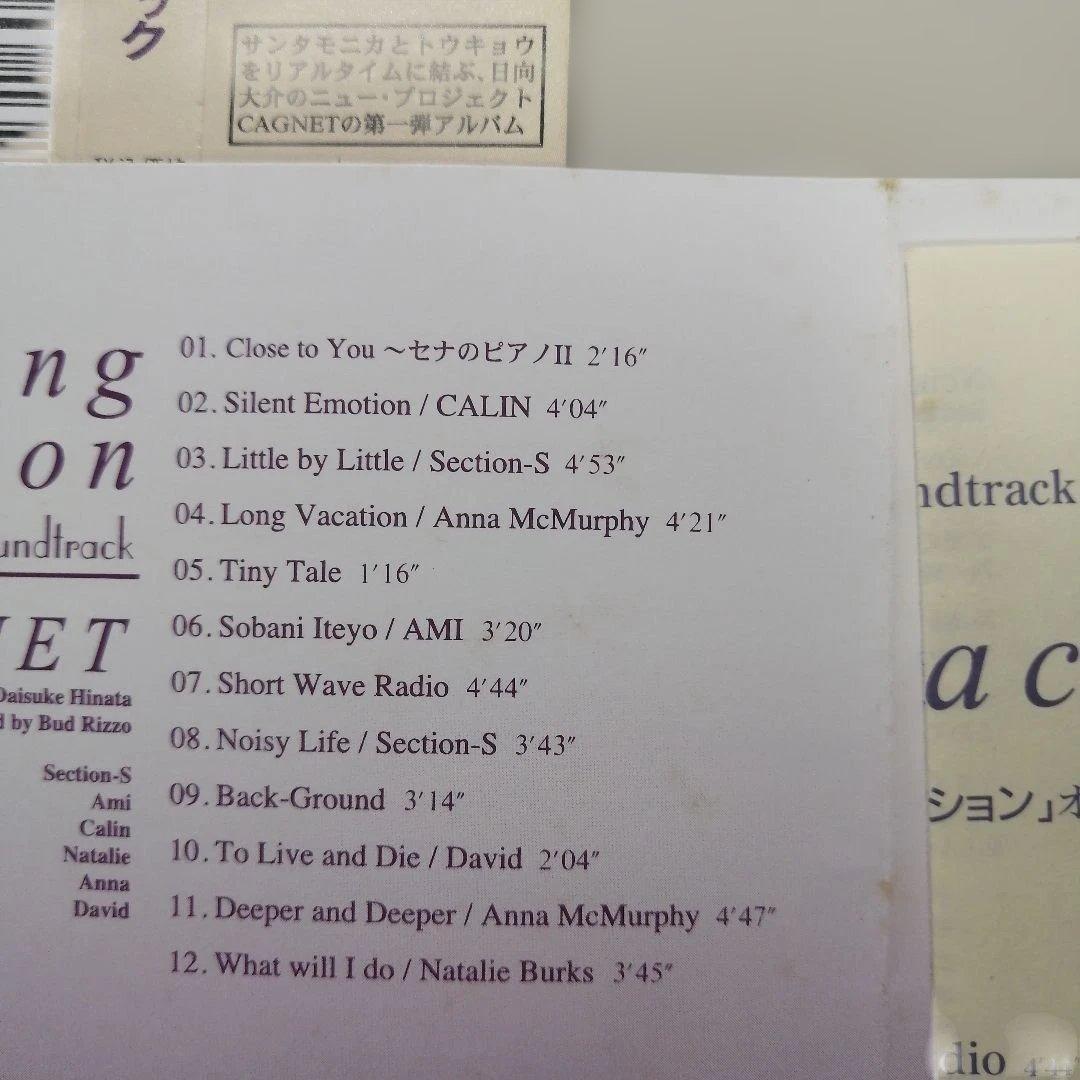 ック
サンタモニカとトウキョウ
をリアルタイムに結ぶ、日向
大介のニュー・プロジェクト
CAGNETの第一弾アルバム
ng
on
undtrack
ET
Daisuke Hinata
d by Bud Rizzo
Section-S
Ami
Calin
Natalie
Anna
David
01. Close to You 〜セナのピアノII 2′16″
02. Silent Emotion / CALIN 4′04″
03. Little by Little / Section-S 4′53″
04. Long Vacation / Anna McMurphy 4′21″
05. Tiny Tale 1′16″
06. Sobani Iteyo / AMI 3′20″
07. Short Wave Radio 4′44″
08. Noisy Life / Section-S 3′43″
09. Back-Ground 3′14″
10. To Live and Die / David 2′04″
11. Deeper and Deeper / Anna McMurphy 4′47″
12. What will I do / Natalie Burks 3′45″
ndtrack
ac
ション」オ
dio 4′44″